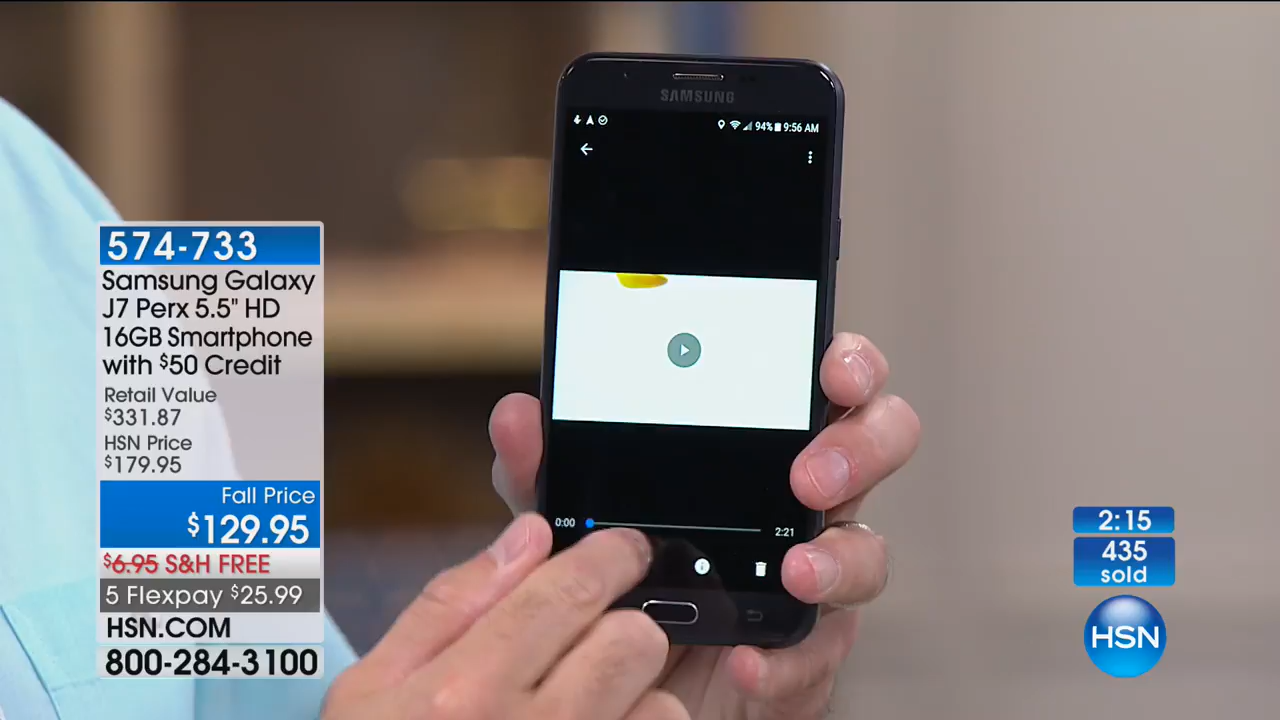 574-733
Samsung Galaxy
J7 Perx 5.5" HD
16GB Smartphone
with $50 Credit
Retail Value
$331.87
HSN Price
$179.95
Fall Price
$129.95
$6.95 S&H FREE
5 Flexpay $25.99
HSN.COM
800-284-3100
SAMSUNG
94% 9:56 AM
0:00
2:21
2:15
435
sold
HSN